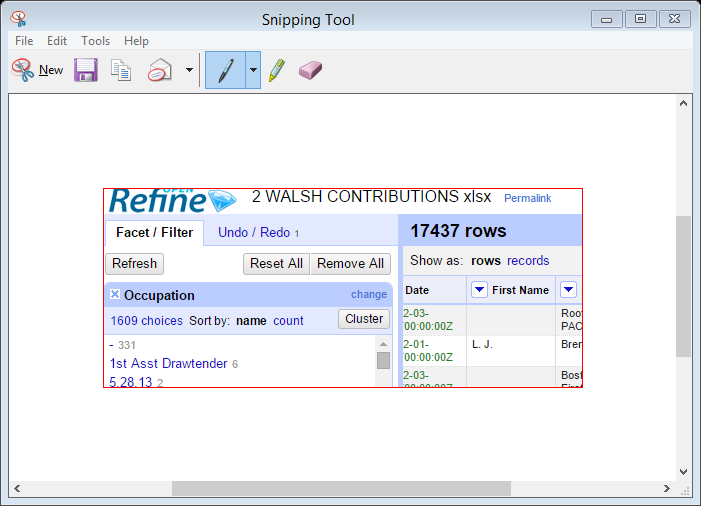 Snipping Tool
File Edit Tools Help
New
OPEN
Refine 2 WALSH CONTRIBUTIONS xlsx Permalink
Facet / Filter Undo / Redo 1 17437 rows
Refresh Reset All Remove All Show as: rows records
Occupation change Date First Name
1609 choices Sort by: name count Cluster
- 331
1st Asst Drawtender 6
5.28.13 2
2-03-
00:00:00Z
Roo
PAC
2-01-
00:00:00Z
L. J. Bren
2-03-
00:00:00Z
Bost